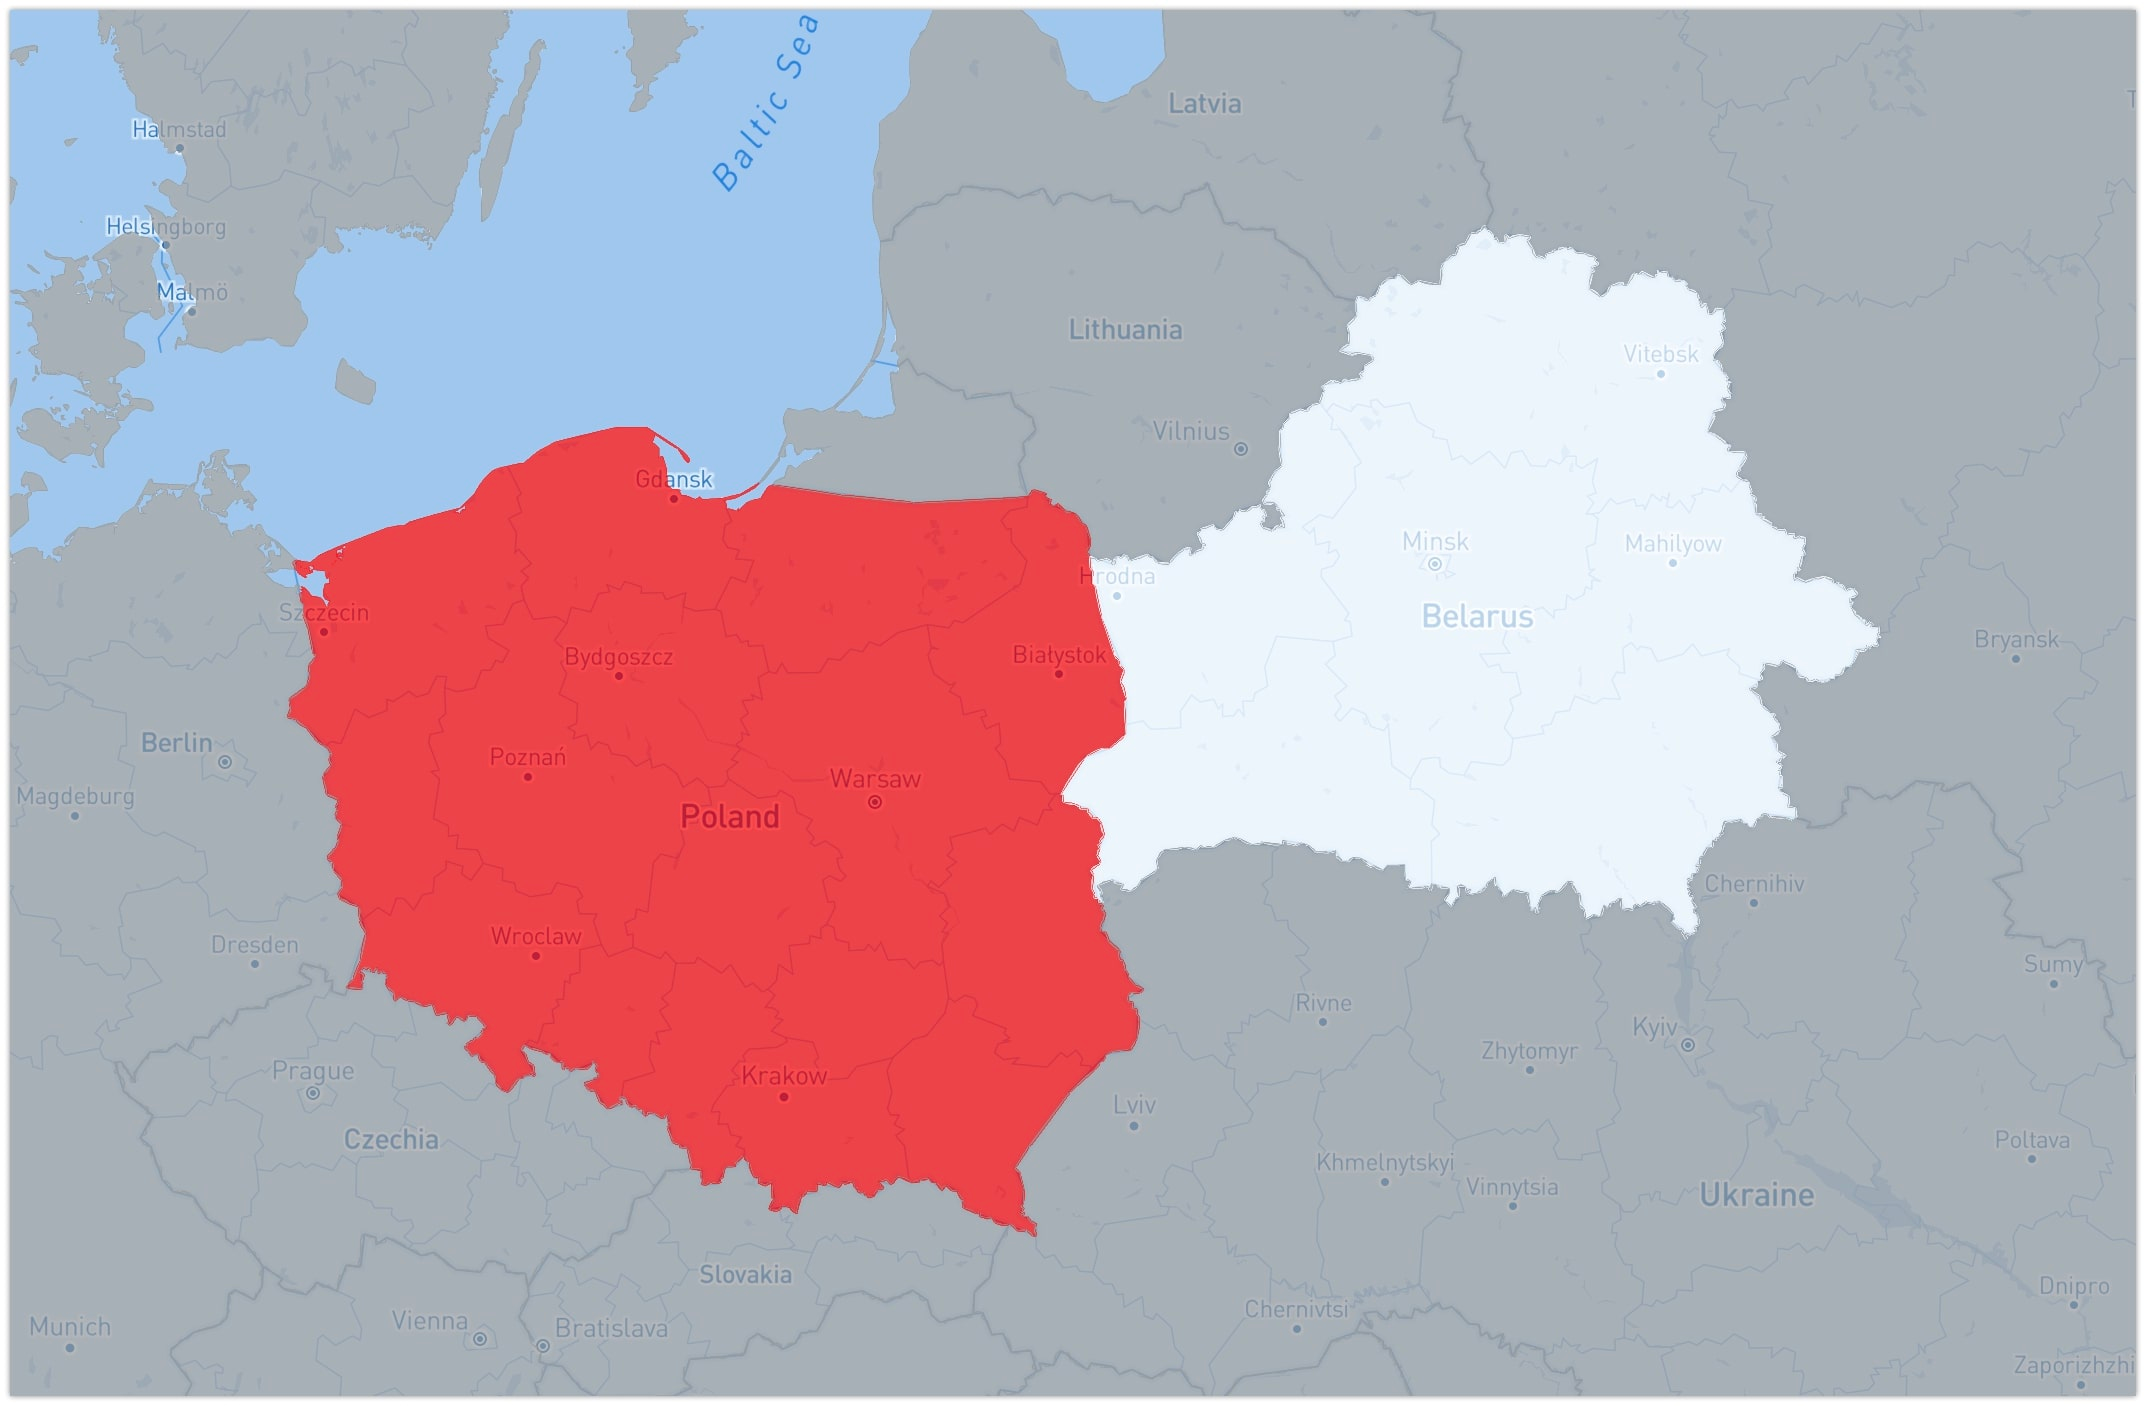 Baltic Sea
Latvia
Halmstad
Helsingborg
Malmö
Lithuania
Vitebsk
Vilnius
Gdansk
Minsk
Mahilyow
Hrodna
Szczecin
Belarus
Bryansk
Bydgoszcz
Białystok
Berlin
Poznań
Warsaw
Magdeburg
Poland
Chernihiv
Wroclaw
Dresden
Sumy
Rivne
Kyiv
Zhytomyr
Prague
Krakow
Lviv
Czechia
Poltava
Khmelnytskyi
Vinnytsia
Ukraine
Slovakia
Dnipro
Chernivtsi
Munich
Vienna
Bratislava
Zaporizhzhi